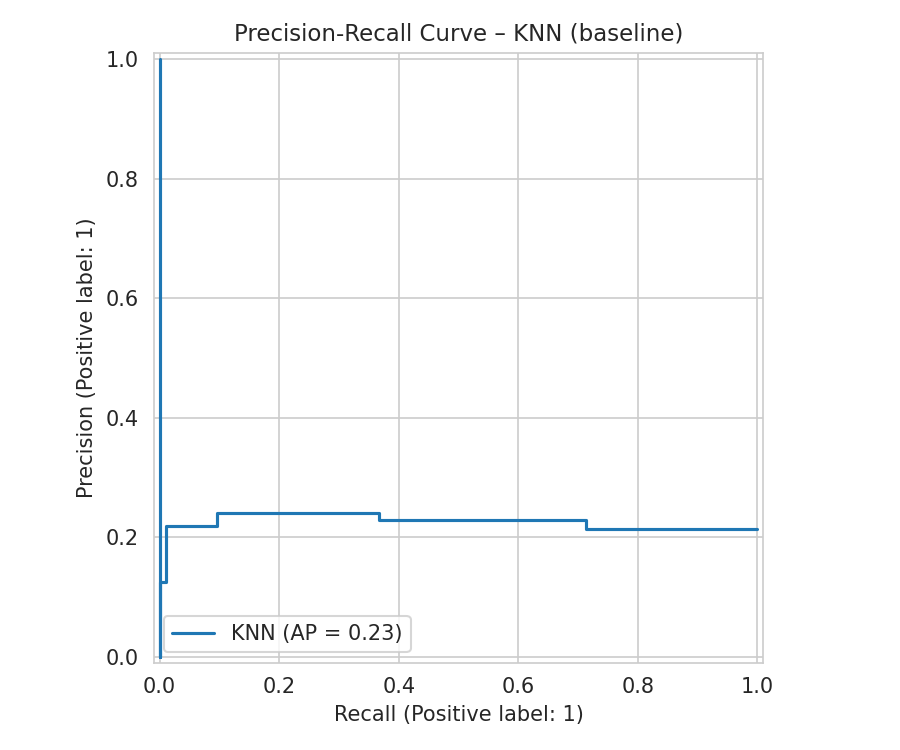 Precision-Recall Curve – KNN (baseline)
1.0
0.8
0.6
0.4
0.2
0.0
Precision (Positive label: 1)
KNN (AP = 0.23)
0.0 0.2 0.4 0.6 0.8 1.0
Recall (Positive label: 1)